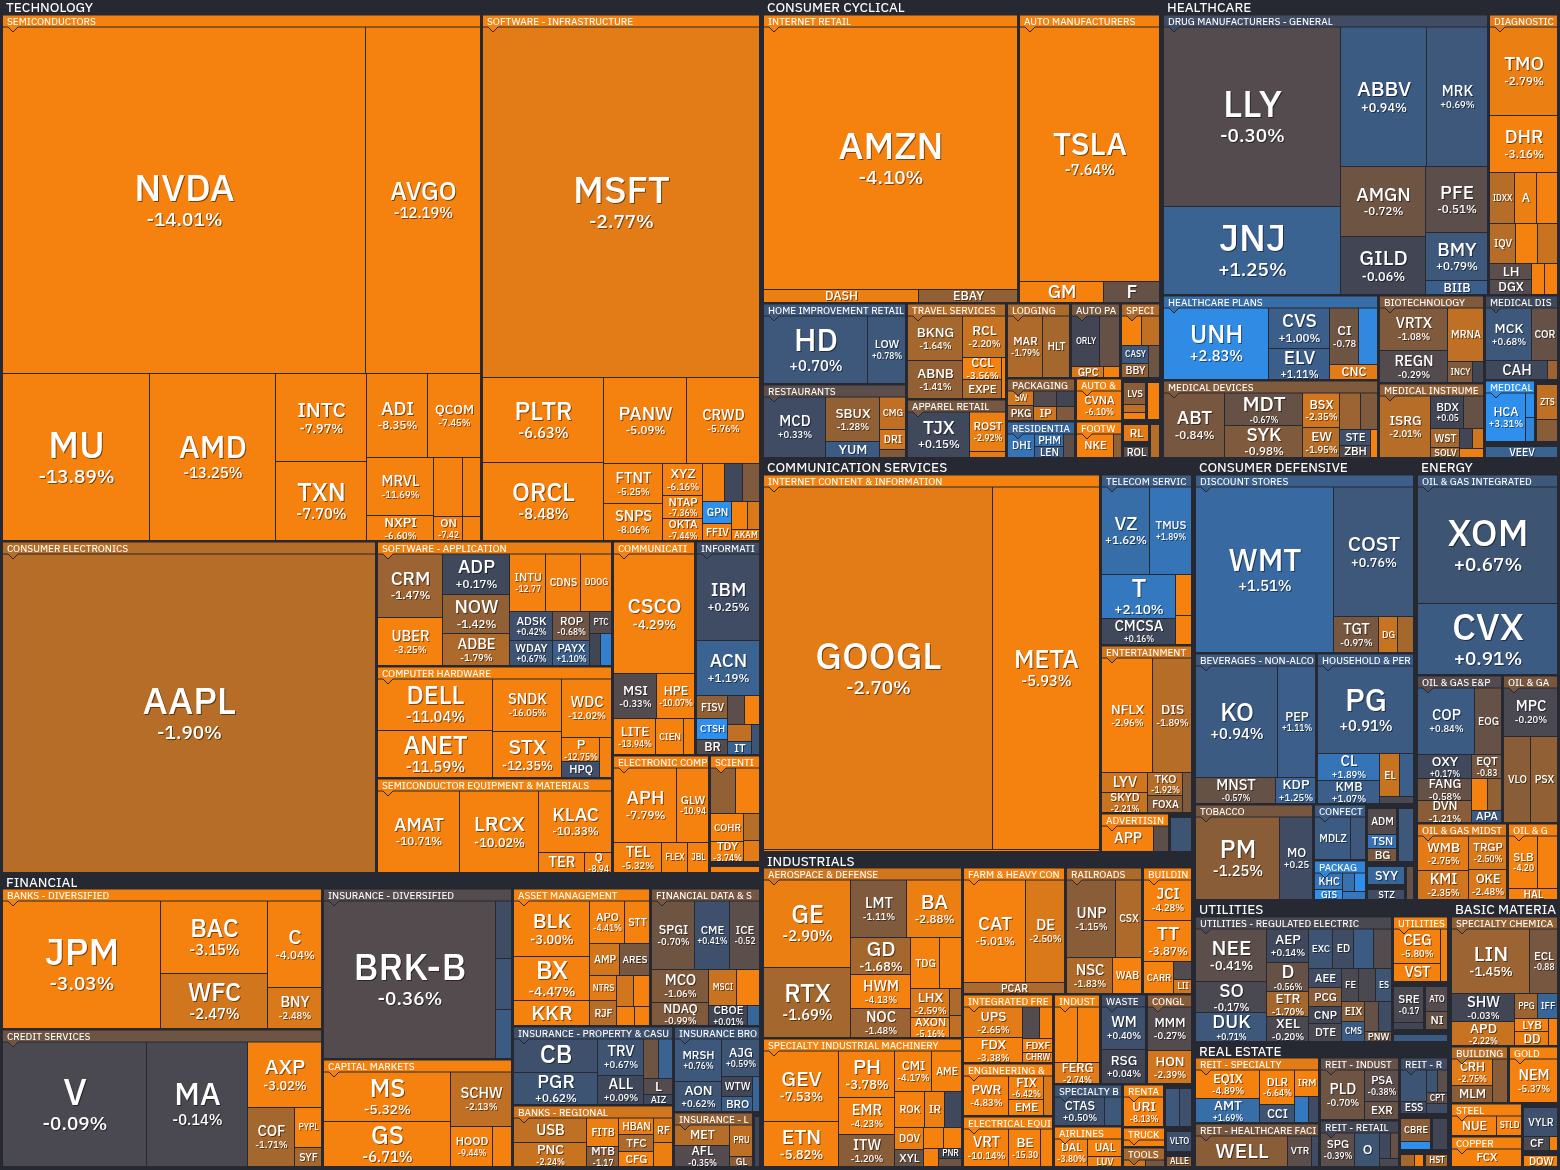 TECHNOLOGY
SEMICONDUCTORS
NVDA
-14.01%
AVGO
-12.19%
MU
-13.89%
AMD
-13.25%
INTC
-7.97%
TXN
-7.70%
ADI
-8.35%
QCOM
-7.45%
MRVL
-11.69%
NXPI
-6.60%
ON
-7.42
SOFTWARE - INFRASTRUCTURE
MSFT
-2.77%
PLTR
-6.63%
ORCL
-8.48%
PANW
-5.09%
CRWD
-5.76%
FTNT
-5.25%
SNPS
-8.06%
XYZ
-6.16%
NTAP
-7.36%
OKTA
-7.44%
GPN
FFIV
AKAM
CONSUMER ELECTRONICS
AAPL
-1.90%
SOFTWARE - APPLICATION
CRM
-1.47%
UBER
-3.25%
ADP
+0.17%
NOW
-1.42%
ADBE
-1.79%
INTU
-12.77
CDNS
DDOG
ADSK
+0.42%
ROP
-0.68%
PTC
WDAY
+0.67%
PAYX
+1.10%
COMPUTER HARDWARE
DELL
-11.04%
ANET
-11.59%
SNDK
-16.05%
STX
-12.35%
WDC
-12.02%
P
-12.75%
HPQ
SEMICONDUCTOR EQUIPMENT & MATERIALS
AMAT
-10.71%
LRCX
-10.02%
KLAC
-10.33%
TER
Q
-8.94
COMMUNICATI
CSCO
-4.29%
MSI
-0.33%
HPE
-10.07%
LITE
-13.94%
CIEN
INFORMATI
IBM
+0.25%
ACN
+1.19%
FISV
CTSH
BR
IT
ELECTRONIC COMP
APH
-7.79%
GLW
-10.94
TEL
-5.32%
FLEX
JBL
SCIENTI
COHR
TDY
-3.74%
CONSUMER CYCLICAL
INTERNET RETAIL
AMZN
-4.10%
DASH
EBAY
AUTO MANUFACTURERS
TSLA
-7.64%
GM
F
HOME IMPROVEMENT RETAIL
HD
+0.70%
LOW
+0.78%
RESTAURANTS
MCD
+0.33%
SBUX
-1.28%
YUM
CMG
DRI
TRAVEL SERVICES
BKNG
-1.64%
RCL
-2.20%
ABNB
-1.41%
CCL
-3.56%
EXPE
APPAREL RETAIL
TJX
+0.15%
ROST
-2.92%
LODGING
MAR
-1.79%
HLT
PACKAGING
SW
PKG
IP
RESIDENTIA
DHI
PHM
LEN
AUTO PA
ORLY
GPC
AUTO &
CVNA
-6.10%
FOOTW
NKE
SPECI
CASY
BBY
LVS
RL
ROL
HEALTHCARE
DRUG MANUFACTURERS - GENERAL
LLY
-0.30%
JNJ
+1.25%
ABBV
+0.94%
MRK
+0.69%
AMGN
-0.72%
PFE
-0.51%
GILD
-0.06%
BMY
+0.79%
BIIB
DIAGNOSTIC
TMO
-2.79%
DHR
-3.16%
IDXX
A
IQV
LH
DGX
HEALTHCARE PLANS
UNH
+2.83%
CVS
+1.00%
ELV
+1.11%
CI
-0.78
CNC
BIOTECHNOLOGY
VRTX
-1.08%
MRNA
REGN
-0.29%
INCY
MEDICAL DIS
MCK
+0.68%
COR
CAH
MEDICAL DEVICES
ABT
-0.84%
MDT
-0.67%
SYK
-0.98%
BSX
-2.35%
EW
-1.95%
STE
ZBH
MEDICAL INSTRUME
ISRG
-2.01%
BDX
+0.05
WST
SOLV
MEDICAL
HCA
+3.31%
ZTS
VEEV
COMMUNICATION SERVICES
INTERNET CONTENT & INFORMATION
GOOGL
-2.70%
META
-5.93%
TELECOM SERVIC
VZ
+1.62%
TMUS
+1.89%
T
+2.10%
CMCSA
+0.16%
ENTERTAINMENT
NFLX
-2.96%
DIS
-1.89%
LYV
TKO
-1.92%
SKYD
-2.21%
FOXA
ADVERTISIN
APP
CONSUMER DEFENSIVE
DISCOUNT STORES
WMT
+1.51%
COST
+0.76%
TGT
-0.97%
DG
BEVERAGES - NON-ALCO
KO
+0.94%
PEP
+1.11%
MNST
-0.57%
KDP
+1.25%
HOUSEHOLD & PER
PG
+0.91%
CL
+1.89%
KMB
+1.07%
EL
TOBACCO
PM
-1.25%
MO
+0.25
CONFECT
MDLZ
PACKAG
KHC
GIS
ADM
TSN
BG
SYY
STZ
ENERGY
OIL & GAS INTEGRATED
XOM
+0.67%
CVX
+0.91%
OIL & GAS E&P
COP
+0.84%
EOG
OXY
+0.17%
EQT
-0.83
FANG
-0.58%
DVN
-1.21%
APA
OIL & GA
MPC
-0.20%
VLO
PSX
OIL & GAS MIDST
WMB
-2.75%
TRGP
-2.50%
KMI
-2.35%
OKE
-2.48%
OIL & G
SLB
-4.20
HAL
FINANCIAL
BANKS - DIVERSIFIED
JPM
-3.03%
BAC
-3.15%
C
-4.04%
WFC
-2.47%
BNY
-2.48%
CREDIT SERVICES
V
-0.09%
MA
-0.14%
AXP
-3.02%
COF
-1.71%
PYPL
SYF
INSURANCE - DIVERSIFIED
BRK-B
-0.36%
CAPITAL MARKETS
MS
-5.32%
GS
-6.71%
SCHW
-2.13%
HOOD
-9.44%
ASSET MANAGEMENT
BLK
-3.00%
BX
-4.47%
KKR
APO
-4.41%
STT
AMP
ARES
NTRS
RJF
FINANCIAL DATA & S
SPGI
-0.70%
CME
+0.41%
ICE
-0.52
MCO
-1.06%
MSCI
NDAQ
-0.99%
CBOE
+0.01%
INSURANCE - PROPERTY & CASU
CB
PGR
+0.62%
TRV
+0.67%
ALL
+0.09%
L
AIZ
INSURANCE BRO
MRSH
+0.76%
AJG
+0.59%
AON
+0.62%
WTW
BRO
BANKS - REGIONAL
USB
PNC
-2.24%
FITB
MTB
-1.17
HBAN
RF
TFC
CFG
INSURANCE - L
MET
PRU
AFL
-0.35%
GL
INDUSTRIALS
AEROSPACE & DEFENSE
GE
-2.90%
RTX
-1.69%
LMT
-1.11%
BA
-2.88%
GD
-1.68%
TDG
HWM
-4.13%
LHX
-2.59%
NOC
-1.48%
AXON
-5.16%
SPECIALTY INDUSTRIAL MACHINERY
GEV
-7.53%
ETN
-5.82%
PH
-3.78%
CMI
-4.17%
AME
EMR
-4.23%
ROK
IR
ITW
-1.20%
DOV
XYL
PNR
FARM & HEAVY CON
CAT
-5.01%
DE
-2.50%
PCAR
RAILROADS
UNP
-1.15%
CSX
NSC
-1.83%
WAB
BUILDIN
JCI
-4.28%
TT
-3.87%
CARR
LII
INTEGRATED FRE
UPS
-2.65%
FDX
-3.38%
FDXF
CHRW
INDUST
FERG
-2.74%
WASTE
WM
+0.40%
RSG
+0.04%
CONGL
MMM
-0.27%
HON
-2.39%
ENGINEERING &
PWR
-4.83%
FIX
-6.42%
EME
ELECTRICAL EQUI
VRT
-10.14%
BE
-15.30
SPECIALTY B
CTAS
+0.50%
AIRLINES
DAL
-3.80%
UAL
LUV
RENTA
URI
-8.13%
TRUCK
TOOLS
VLTO
ALLE
UTILITIES
UTILITIES - REGULATED ELECTRIC
NEE
-0.41%
SO
-0.17%
DUK
+0.71%
AEP
+0.14%
D
-0.56%
ETR
-1.70%
XEL
-0.20%
EXC
ED
AEE
FE
ES
PCG
CNP
EIX
DTE
CMS
PNW
UTILITIES
CEG
-5.80%
VST
SRE
-0.17
ATO
NI
REAL ESTATE
REIT - SPECIALTY
EQIX
-4.89%
DLR
-6.64%
IRM
AMT
+1.69%
CCI
REIT - HEALTHCARE FACI
WELL
VTR
REIT - INDUST
PLD
-0.70%
PSA
-0.38%
EXR
REIT - RETAIL
SPG
-0.39%
O
REIT - R
CPT
ESS
CBRE
HST
BASIC MATERIA
SPECIALTY CHEMICA
LIN
-1.45%
ECL
-0.88
SHW
-0.03%
PPG
IFF
APD
-2.22%
LYB
DD
BUILDING
CRH
-2.75%
MLM
GOLD
NEM
-5.37%
STEEL
NUE
STLD
COPPER
FCX
VYLR
CF
DOW